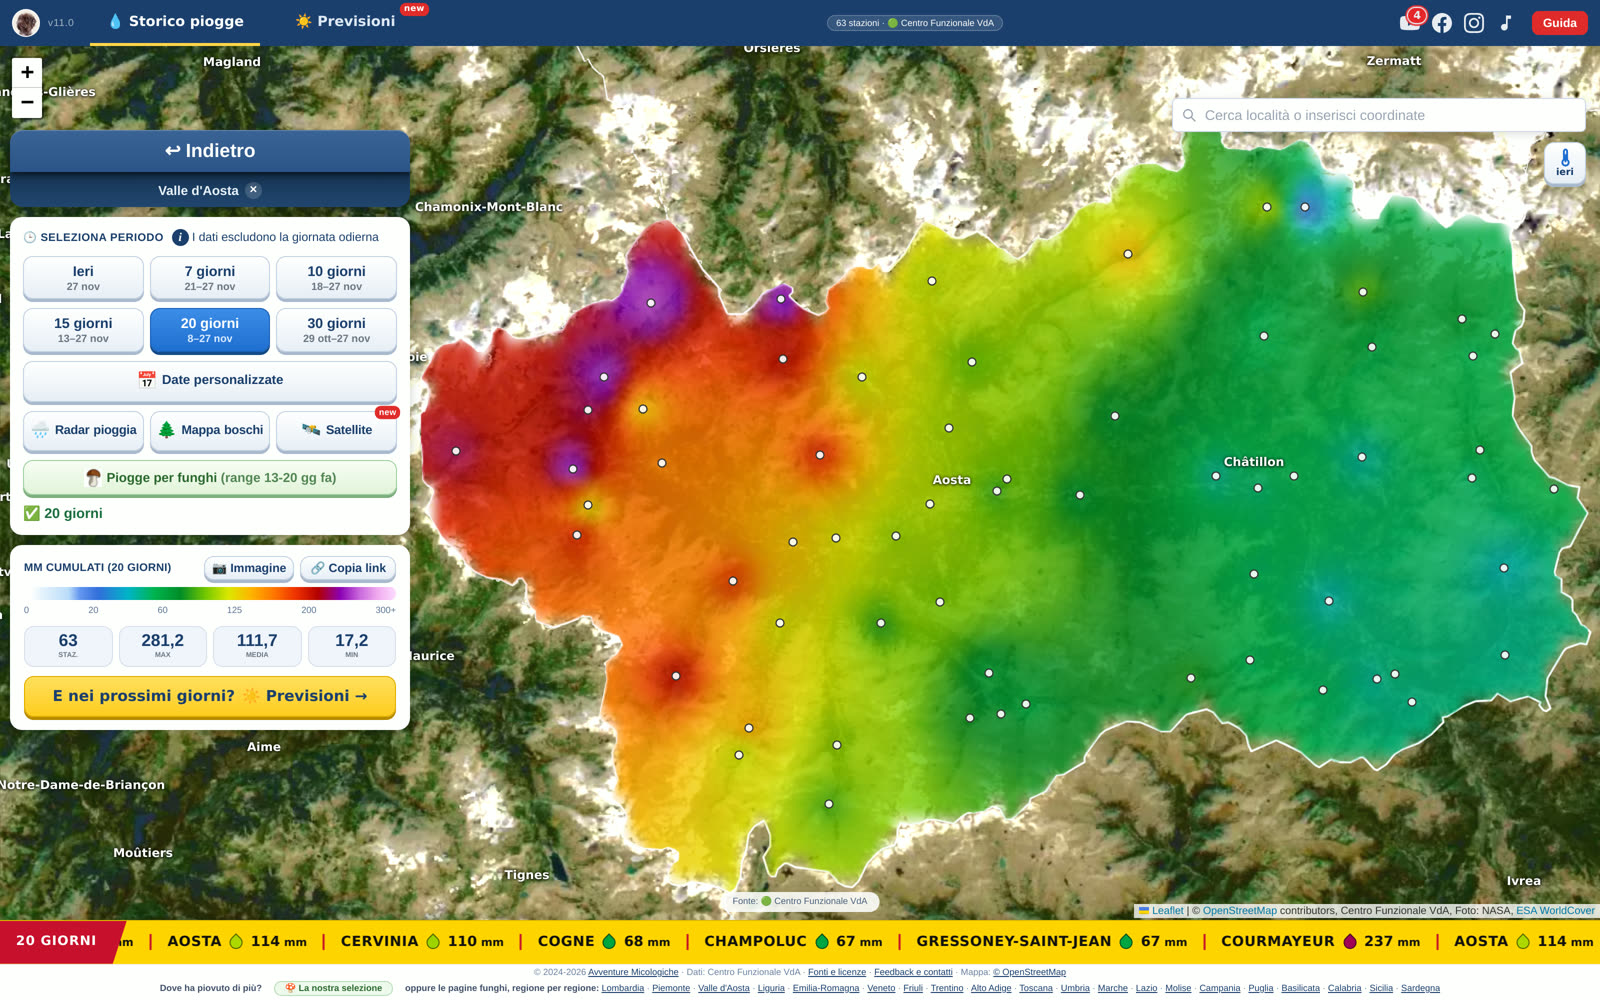 v11.0
💧 Storico piogge
☀️ Previsioni
new
63 stazioni · 🟢 Centro Funzionale VdA
4
Guida
+
−
Magland
Orsières
Zermatt
-Glières
Cerca località o inserisci coordinate
ieri
↩ Indietro
Valle d'Aosta ✕
Chamonix-Mont-Blanc
SELEZIONA PERIODO i I dati escludono la giornata odierna
Ieri
27 nov
7 giorni
21–27 nov
10 giorni
18–27 nov
15 giorni
13–27 nov
20 giorni
8–27 nov
30 giorni
29 ott–27 nov
📅 Date personalizzate
new
Radar pioggia
Mappa boschi
Satellite
Piogge per funghi (range 13-20 gg fa)
✅ 20 giorni
Châtillon
Aosta
MM CUMULATI (20 GIORNI)
Immagine
Copia link
0 20 60 125 200 300+
63
STAZ.
281,2
MAX
111,7
MEDIA
17,2
MIN
aurice
E nei prossimi giorni? ☀️ Previsioni →
Aime
Notre-Dame-de-Briançon
Moûtiers
Tignes
Ivrea
Fonte: 🟢 Centro Funzionale VdA
Leaflet | © OpenStreetMap contributors, Centro Funzionale VdA, Foto: NASA, ESA WorldCover
20 GIORNI
mm | AOSTA 114 mm | CERVINIA 110 mm | COGNE 68 mm | CHAMPOLUC 67 mm | GRESSONEY-SAINT-JEAN 67 mm | COURMAYEUR 237 mm | AOSTA 114 mm
© 2024-2026 Avventure Micologiche · Dati: Centro Funzionale VdA · Fonti e licenze · Feedback e contatti · Mappa: © OpenStreetMap
Dove ha piovuto di più? La nostra selezione oppure le pagine funghi, regione per regione: Lombardia · Piemonte · Valle d'Aosta · Liguria · Emilia-Romagna · Veneto · Friuli · Trentino · Alto Adige · Toscana · Umbria · Marche · Lazio · Molise · Campania · Puglia · Basilicata · Calabria · Sicilia · Sardegna